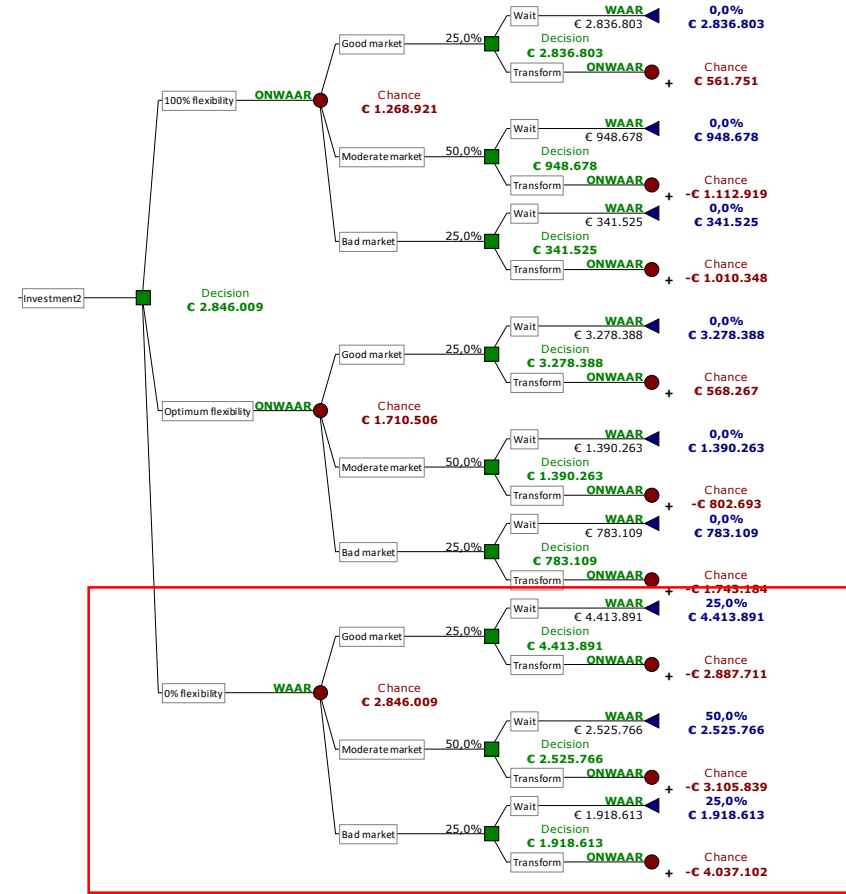 Wait WAAR 0,0%
€ 2.836.803 € 2.836.803
Good market 25,0% Decision
€ 2.836.803
Transform ONWAAR Chance
+ € 561.751
100% flexibility ONWAAR Chance
€ 1.268.921
Wait WAAR 0,0%
€ 948.678 € 948.678
Moderate market 50,0% Decision
€ 948.678
Transform ONWAAR Chance
+ -€ 1.112.919
Wait WAAR 0,0%
€ 341.525 € 341.525
Bad market 25,0% Decision
€ 341.525
Transform ONWAAR Chance
+ -€ 1.010.348
Investment2 Decision
€ 2.846.009
Wait WAAR 0,0%
€ 3.278.388 € 3.278.388
Good market 25,0% Decision
€ 3.278.388
Transform ONWAAR Chance
+ € 568.267
Optimum flexibility ONWAAR Chance
€ 1.710.506
Wait WAAR 0,0%
€ 1.390.263 € 1.390.263
Moderate market 50,0% Decision
€ 1.390.263
Transform ONWAAR Chance
+ -€ 802.693
Wait WAAR 0,0%
€ 783.109 € 783.109
Bad market 25,0% Decision
€ 783.109
Transform ONWAAR Chance
+ -€ 1.743.184
Wait WAAR 25,0%
€ 4.413.891 € 4.413.891
Good market 25,0% Decision
€ 4.413.891
Transform ONWAAR Chance
+ -€ 2.887.711
0% flexibility WAAR Chance
€ 2.846.009
Wait WAAR 50,0%
€ 2.525.766 € 2.525.766
Moderate market 50,0% Decision
€ 2.525.766
Transform ONWAAR Chance
+ -€ 3.105.839
Wait WAAR 25,0%
€ 1.918.613 € 1.918.613
Bad market 25,0% Decision
€ 1.918.613
Transform ONWAAR Chance
+ -€ 4.037.102